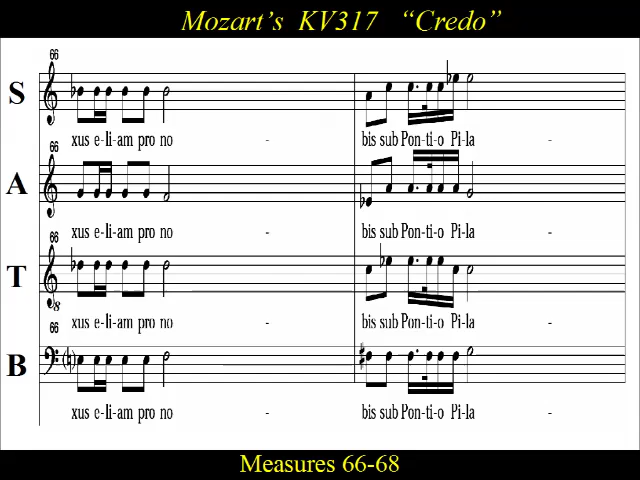 Mozart's KV317 “Credo”
66
S
xus e-li-am pro no - bis sub Pon-ti-o Pi-la -
66
A
xus e-li-am pro no - bis sub Pon-ti-o Pi-la -
66
T
8
xus e-li-am pro no - bis sub Pon-ti-o Pi-la -
66
B
xus e-li-am pro no - bis sub Pon-ti-o Pi-la -
Measures 66-68